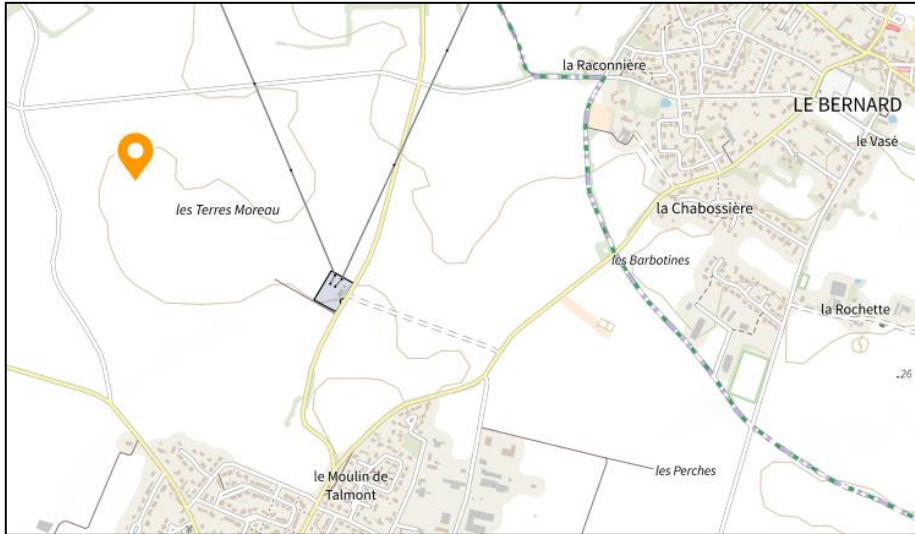 la Raconnière
LE BERNARD
le Vasé
les Terres Moreau
la Chabossière
les Barbotines
la Rochette
.26
le Moulin de
Talmont
les Perches